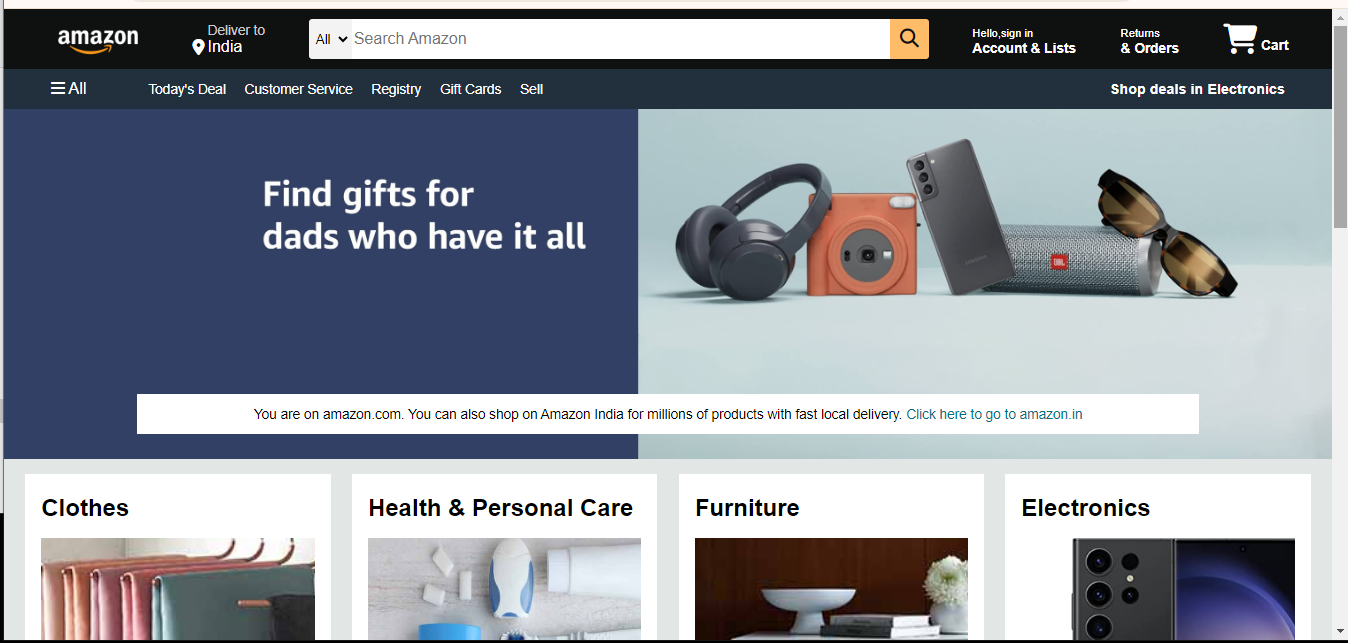 amazon
Deliver to
India
All
Search Amazon
Hello,sign in
Account & Lists
Returns
& Orders
Cart
All
Today's Deal
Customer Service
Registry
Gift Cards
Sell
Shop deals in Electronics
Find gifts for
dads who have it all
JBL
You are on amazon.com. You can also shop on Amazon India for millions of products with fast local delivery. Click here to go to amazon.in
Clothes
Health & Personal Care
Furniture
Electronics